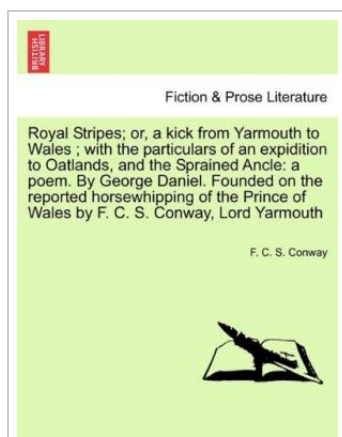 BRITISH
LIBRARY
Fiction & Prose Literature
Royal Stripes; or, a kick from Yarmouth to
Wales ; with the particulars of an expidition
to Oatlands, and the Sprained Ancle: a
poem. By George Daniel. Founded on the
reported horsewhipping of the Prince of
Wales by F. C. S. Conway, Lord Yarmouth
F. C. S. Conway